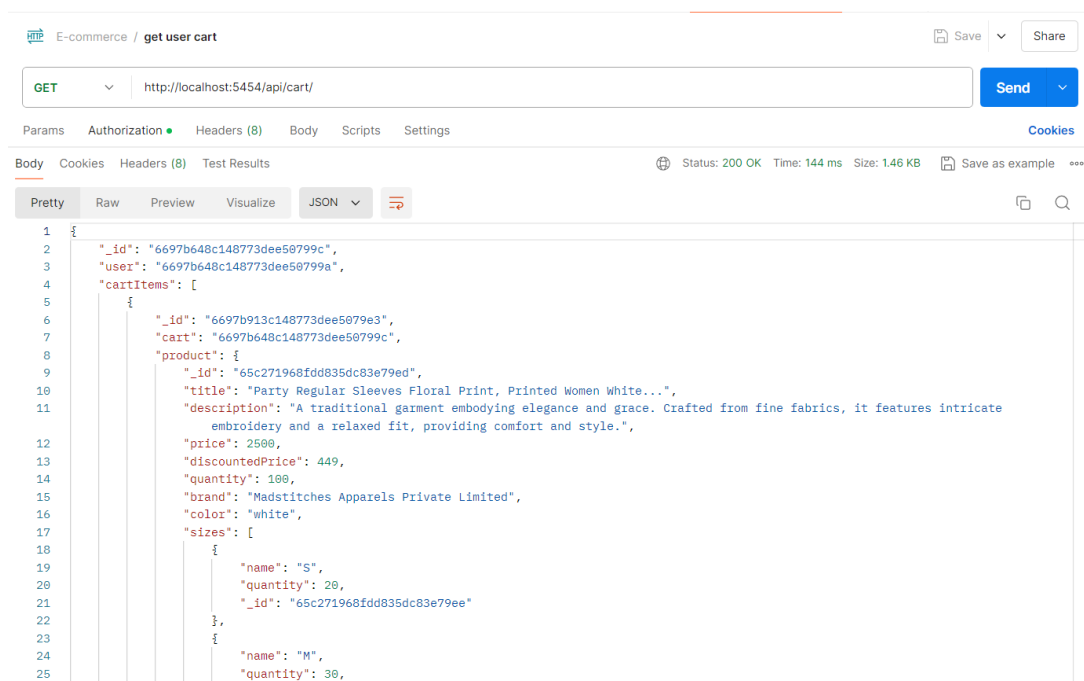 HTTP E-commerce / get user cart Save Share
GET http://localhost:5454/api/cart/ Send
Params Authorization Headers (8) Body Scripts Settings Cookies
Body Cookies Headers (8) Test Results Status: 200 OK Time: 144 ms Size: 1.46 KB Save as example
Pretty Raw Preview Visualize JSON
1 {
2 "_id": "6697b648c148773dee50799c",
3 "user": "6697b648c148773dee50799a",
4 "cartItems": [
5 {
6 "_id": "6697b913c148773dee5079e3",
7 "cart": "6697b648c148773dee50799c",
8 "product": {
9 "_id": "65c271968fdd835dc83e79ed",
10 "title": "Party Regular Sleeves Floral Print, Printed Women White...",
11 "description": "A traditional garment embodying elegance and grace. Crafted from fine fabrics, it features intricate
embroidery and a relaxed fit, providing comfort and style.",
12 "price": 2500,
13 "discountedPrice": 449,
14 "quantity": 100,
15 "brand": "Madstitches Apparels Private Limited",
16 "color": "white",
17 "sizes": [
18 {
19 "name": "S",
20 "quantity": 20,
21 "_id": "65c271968fdd835dc83e79ee"
22 },
23 {
24 "name": "M",
25 "quantity": 30,